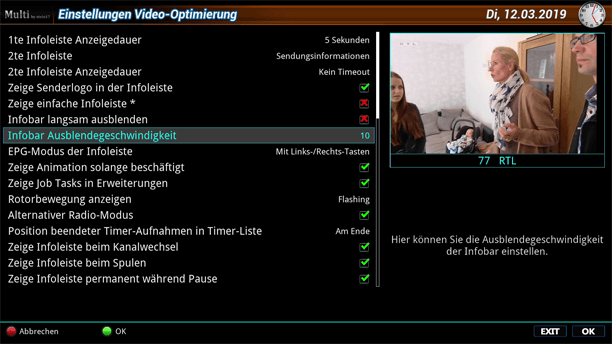 Multi
Einstellungen Video-Optimierung
Di, 12.03.2019
1te Infoleiste Anzeigedauer 5 Sekunden
2te Infoleiste Sendungsinformationen
2te Infoleiste Anzeigedauer Kein Timeout
Zeige Senderlogo in der Infoleiste
Zeige einfache Infoleiste *
Infobar langsam ausblenden
Infobar Ausblendegeschwindigkeit 10
EPG-Modus der Infoleiste Mit Links-/Rechts-Tasten
Zeige Animation solange beschäftigt
Zeige Job Tasks in Erweiterungen
Rotorbewegung anzeigen Flashing
Alternativer Radio-Modus
Position beendeter Timer-Aufnahmen in Timer-Liste Am Ende
Zeige Infoleiste beim Kanalwechsel
Zeige Infoleiste beim Spulen
Zeige Infoleiste permanent während Pause
77 RTL
Hier können Sie die Ausblendegeschwindigkeit
der Infobar einstellen.
Abbrechen
OK
EXIT
OK